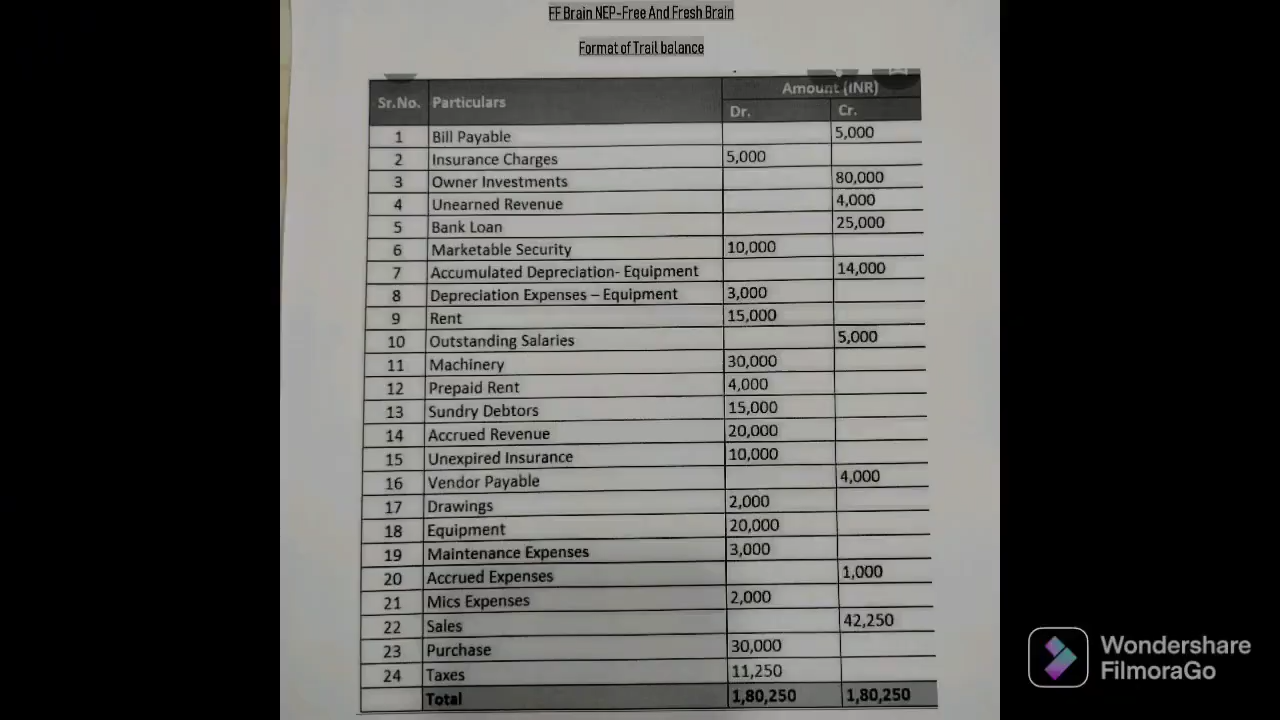 FF Brain NEP-Free And Fresh Brain
Format of Trail balance
Sr.No. Particulars Amount (INR)
Dr. Cr.
1 Bill Payable 5,000
2 Insurance Charges 5,000
3 Owner Investments 80,000
4 Unearned Revenue 4,000
5 Bank Loan 25,000
6 Marketable Security 10,000
7 Accumulated Depreciation- Equipment 14,000
8 Depreciation Expenses – Equipment 3,000
9 Rent 15,000
10 Outstanding Salaries 5,000
11 Machinery 30,000
12 Prepaid Rent 4,000
13 Sundry Debtors 15,000
14 Accrued Revenue 20,000
15 Unexpired Insurance 10,000
16 Vendor Payable 4,000
17 Drawings 2,000
18 Equipment 20,000
19 Maintenance Expenses 3,000
20 Accrued Expenses 1,000
21 Mics Expenses 2,000
22 Sales 42,250
23 Purchase 30,000
24 Taxes 11,250
Total 1,80,250 1,80,250
Wondershare
FilmoraGo